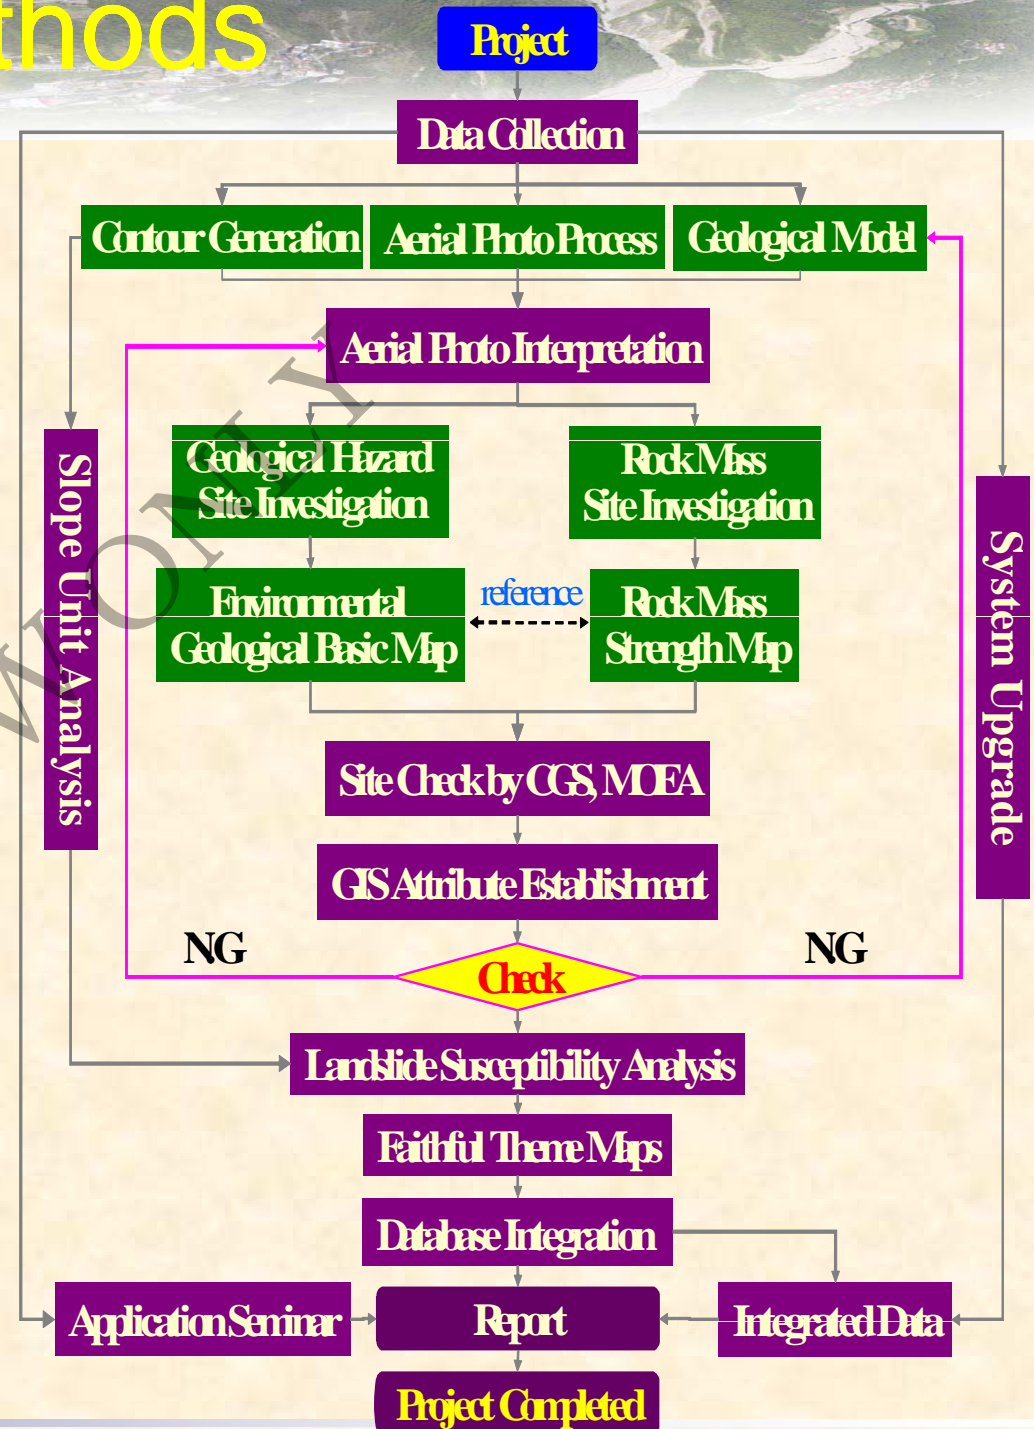 thods
Project
Data Collection
Contour Generation
Aerial Photo Process
Geological Model
Aerial Photo Interpretation
Geological Hazard
Site Investigation
Rock Mass
Site Investigation
Slope Unit Analysis
System Upgrade
Environmental
Geological Basic Map
reference
Rock Mass
Strength Map
Site Check by CGS, MOEA
GIS Attribute Establishment
NG
Check
NG
Landslide Susceptibility Analysis
Faithful Theme Maps
Database Integration
Application Seminar
Report
Integrated Data
Project Completed
W ONLY